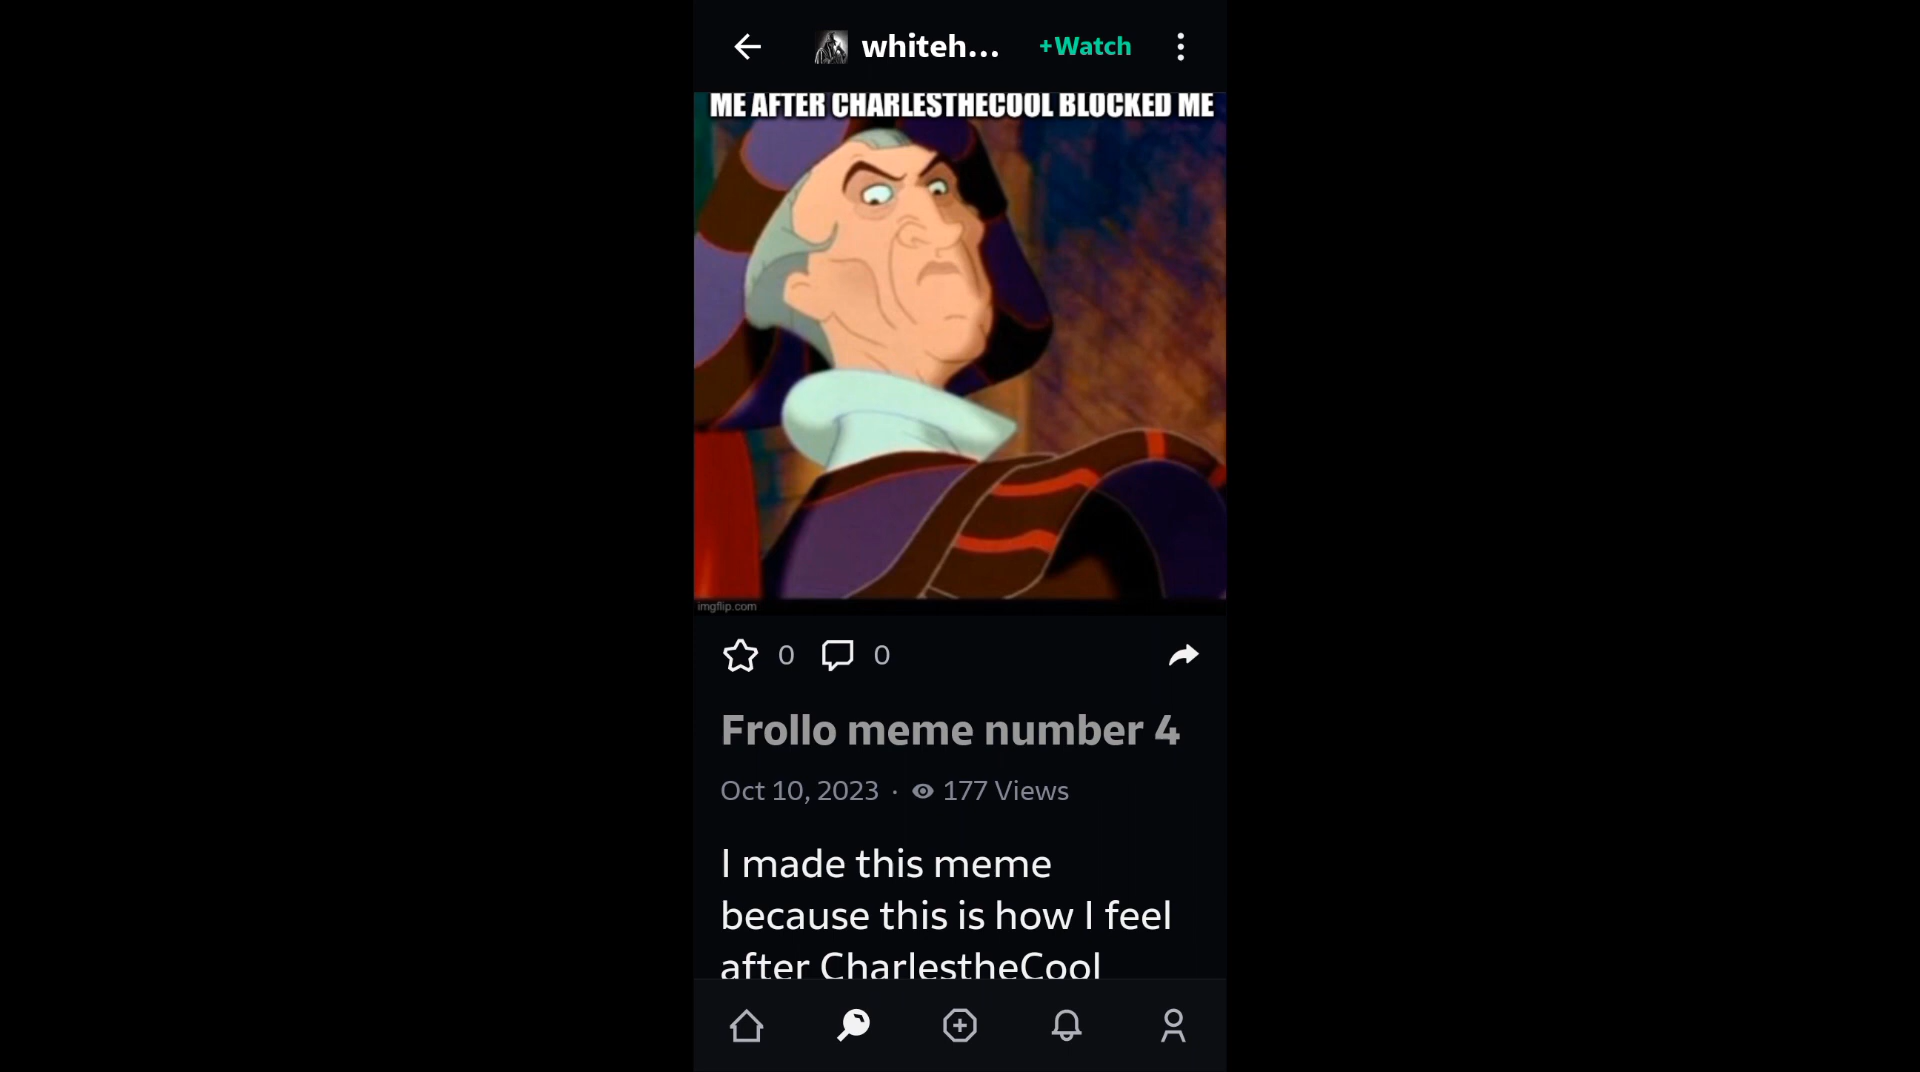 whiteh...
+Watch
ME AFTER CHARLESTHECOOL BLOCKED ME
imgflip.com
0
0
Frollo meme number 4
Oct 10, 2023 · 177 Views
I made this meme
because this is how I feel
after CharlestheCool